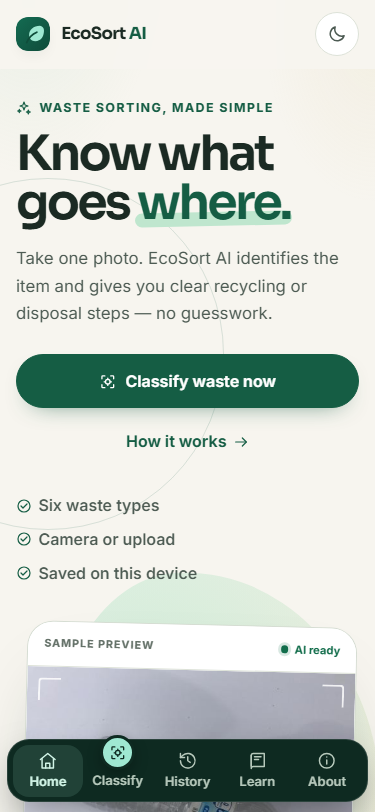 EcoSort AI
WASTE SORTING, MADE SIMPLE
Know what
goes where.
Take one photo. EcoSort AI identifies the
item and gives you clear recycling or
disposal steps — no guesswork.
Classify waste now
How it works →
Six waste types
Camera or upload
Saved on this device
SAMPLE PREVIEW
AI ready
Home
Classify
History
Learn
About